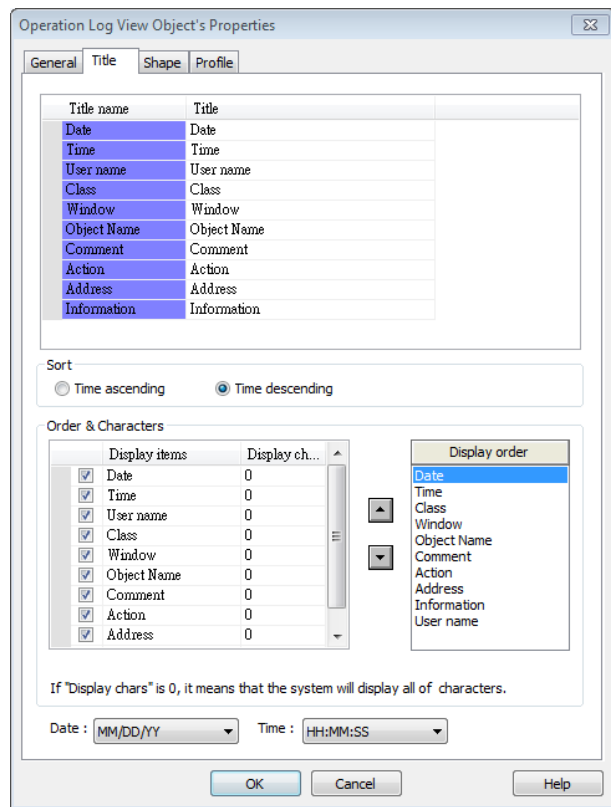 Operation Log View Object's Properties
General Title Shape Profile
Title name Title
Date Date
Time Time
User name User name
Class Class
Window Window
Object Name Object Name
Comment Comment
Action Action
Address Address
Information Information
Sort
Time ascending Time descending
Order & Characters
Display items Display ch...
Date 0
Time 0
User name 0
Class 0
Window 0
Object Name 0
Comment 0
Action 0
Address 0
Display order
Date
Time
Class
Window
Object Name
Comment
Action
Address
Information
User name
If "Display chars" is 0, it means that the system will display all of characters.
Date : MM/DD/YY Time : HH:MM:SS
OK Cancel Help